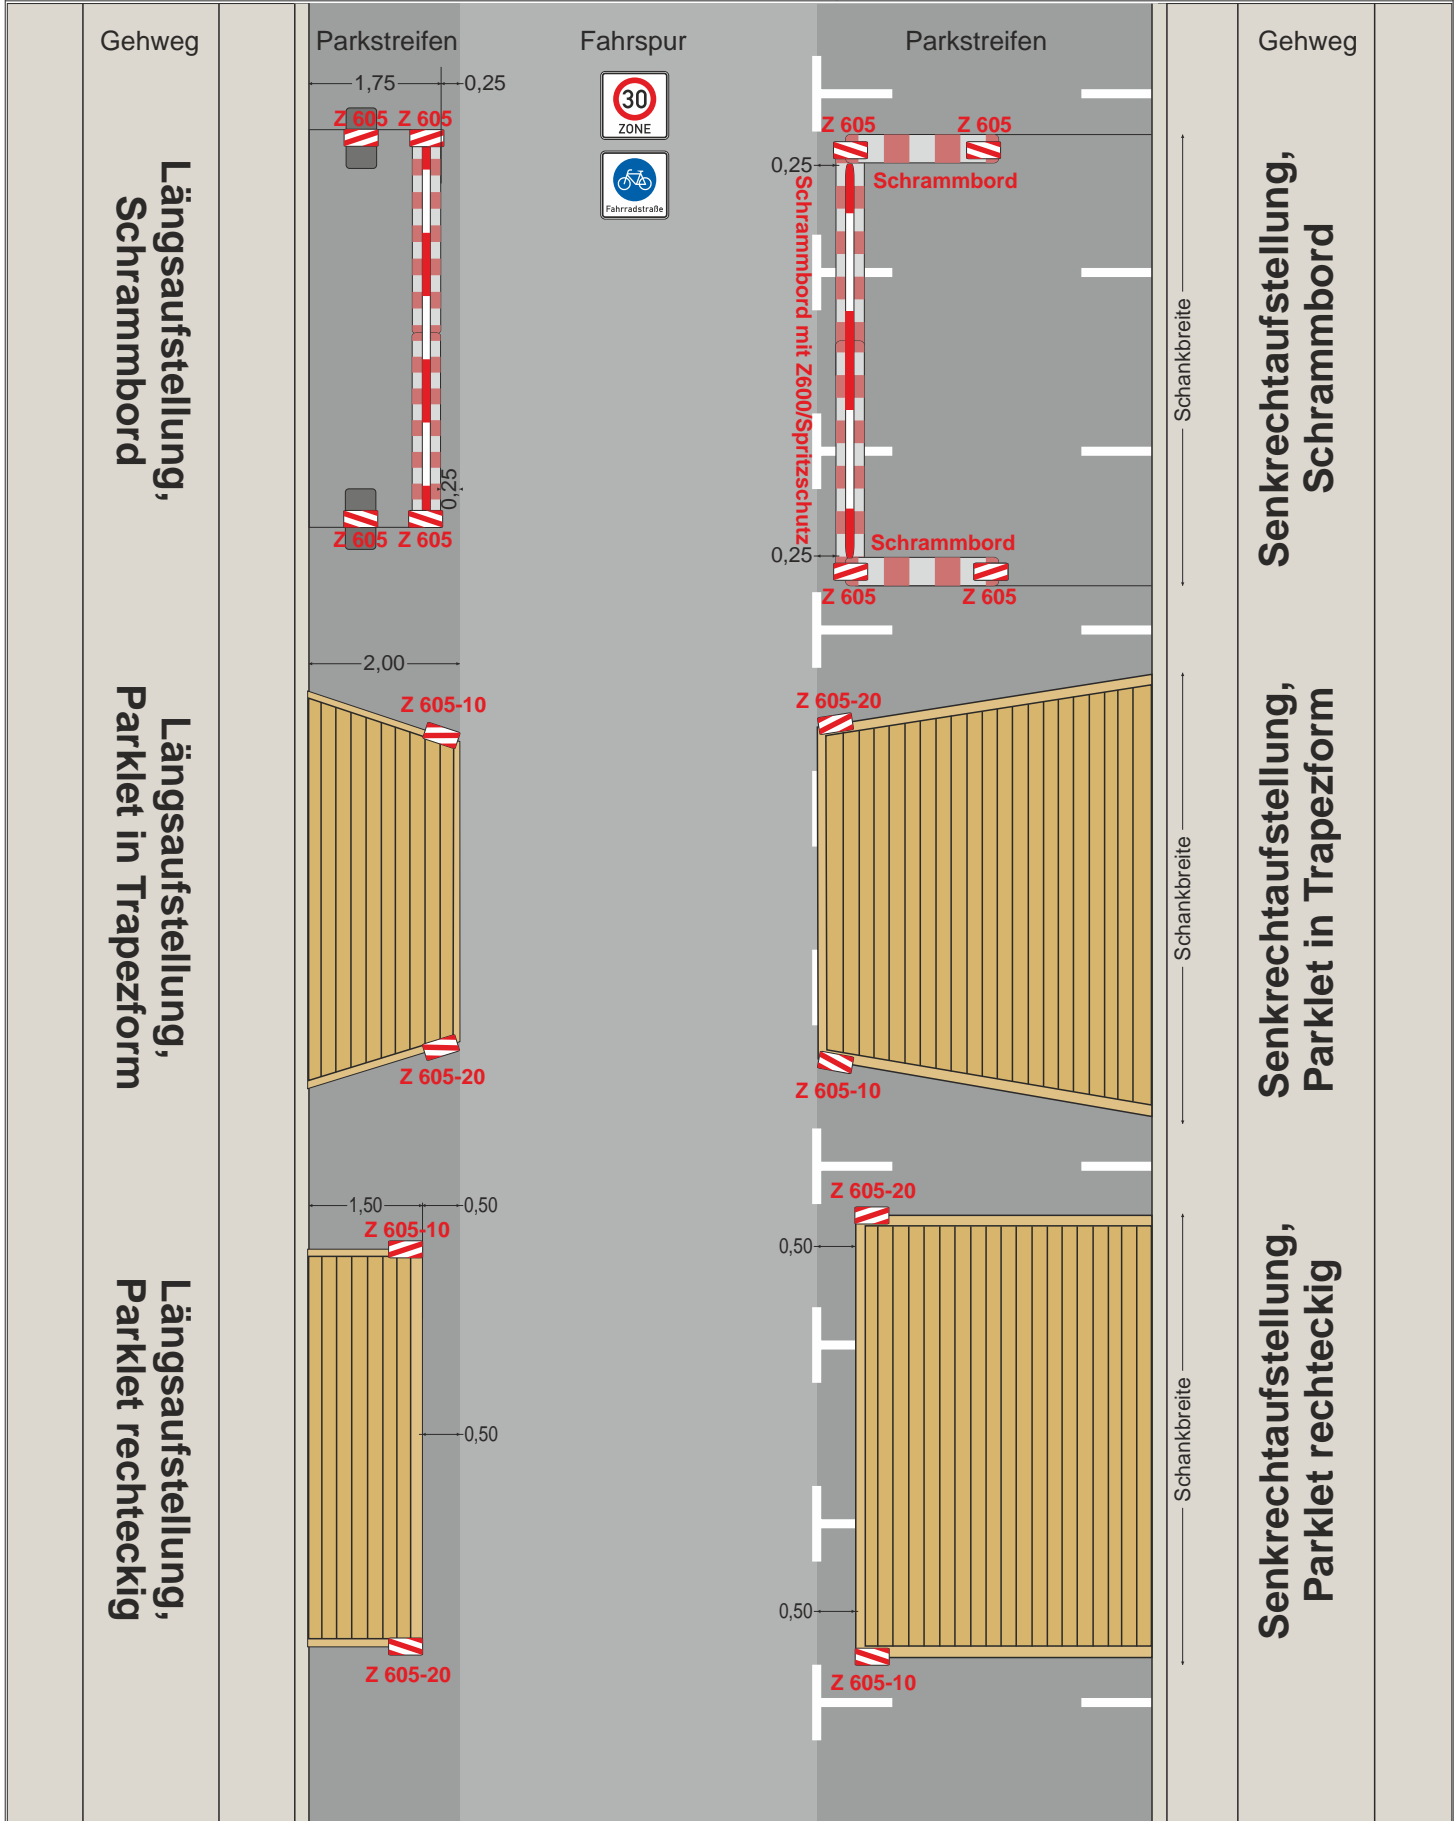 Gehweg
Parkstreifen
Fahrspur
Parkstreifen
Gehweg
1,75
0,25
Z 605
Z 605
30
ZONE
Fahrradstraße
Z 605
Z 605
0,25
Schrammbord
Schrammbord mit Z600/Spritzschutz
Längsaufstellung,
Schrammbord
Senkrechtaufstellung,
Schrammbord
Schankbreite
0,25
Z 605
Z 605
0,25
Schrammbord
Z 605
Z 605
2,00
Z 605-10
Z 605-20
Längsaufstellung,
Parklet in Trapezform
Senkrechtaufstellung,
Parklet in Trapezform
Schankbreite
Z 605-20
Z 605-10
1,50
0,50
Z 605-10
Z 605-20
0,50
Längsaufstellung,
Parklet rechteckig
Senkrechtaufstellung,
Parklet rechteckig
Schankbreite
0,50
0,50
Z 605-20
Z 605-10